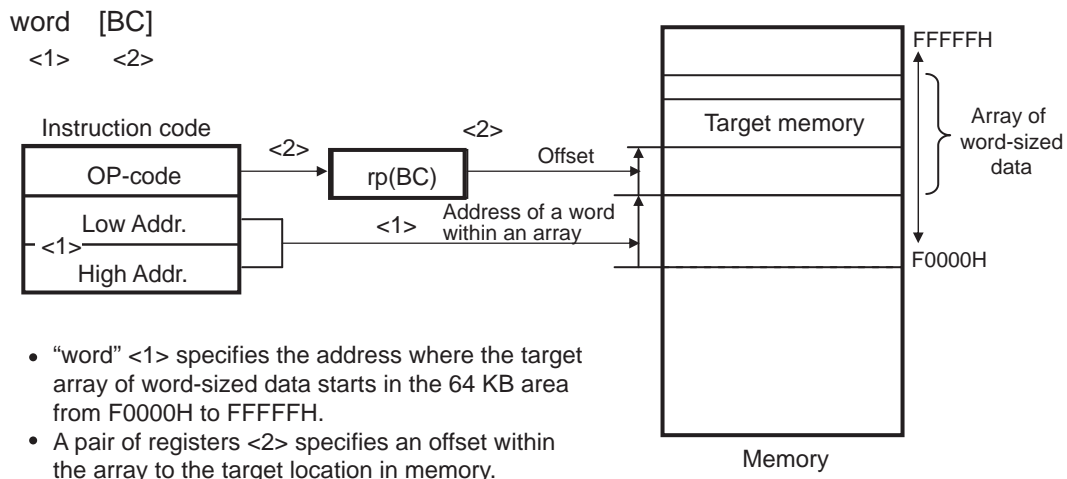 word [BC]
<1> <2>
Instruction code
OP-code
Low Addr.
<1>
High Addr.
<2>
rp(BC)
<2>
Offset
<1>
Address of a word
within an array
Target memory
FFFFFH
Array of
word-sized
data
F0000H
Memory
• “word” <1> specifies the address where the target
array of word-sized data starts in the 64 KB area
from F0000H to FFFFFH.
• A pair of registers <2> specifies an offset within
the array to the target location in memory.